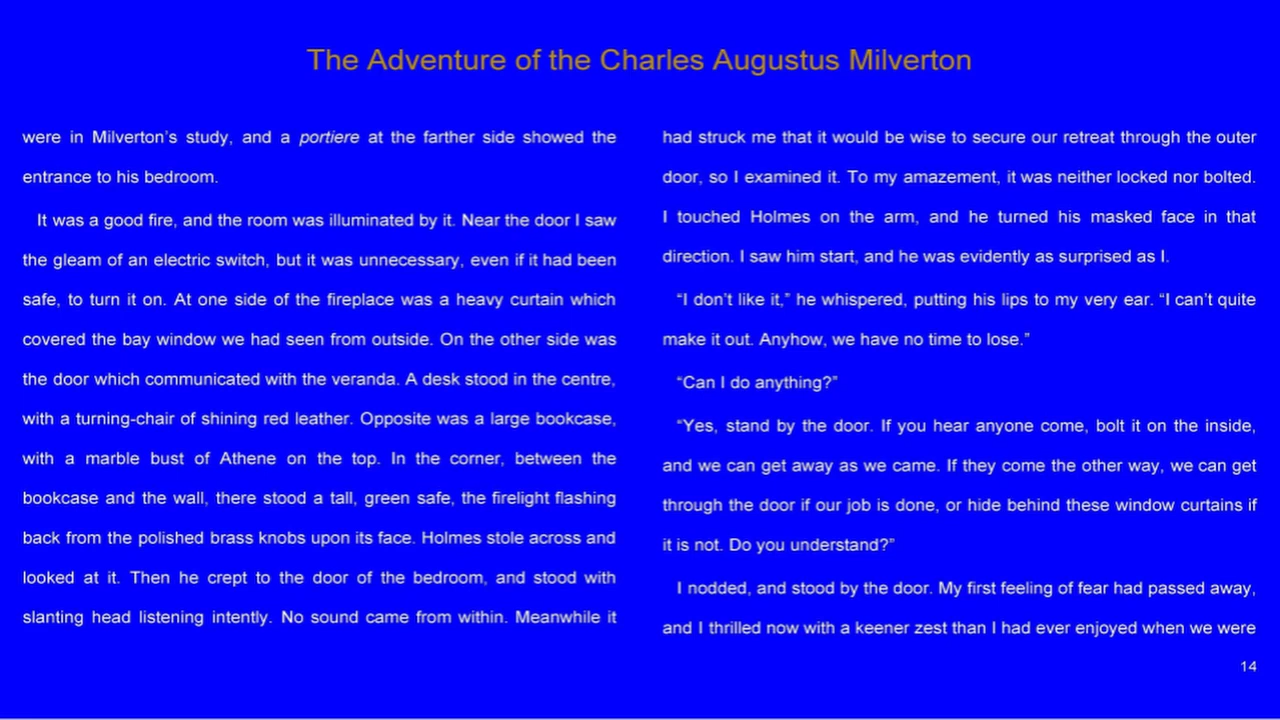 The Adventure of the Charles Augustus Milverton
were in Milverton’s study, and a portiere at the farther side showed the
entrance to his bedroom.
It was a good fire, and the room was illuminated by it. Near the door I saw
the gleam of an electric switch, but it was unnecessary, even if it had been
safe, to turn it on. At one side of the fireplace was a heavy curtain which
covered the bay window we had seen from outside. On the other side was
the door which communicated with the veranda. A desk stood in the centre,
with a turning-chair of shining red leather. Opposite was a large bookcase,
with a marble bust of Athene on the top. In the corner, between the
bookcase and the wall, there stood a tall, green safe, the firelight flashing
back from the polished brass knobs upon its face. Holmes stole across and
looked at it. Then he crept to the door of the bedroom, and stood with
slanting head listening intently. No sound came from within. Meanwhile it
had struck me that it would be wise to secure our retreat through the outer
door, so I examined it. To my amazement, it was neither locked nor bolted.
I touched Holmes on the arm, and he turned his masked face in that
direction. I saw him start, and he was evidently as surprised as I.
“I don’t like it,” he whispered, putting his lips to my very ear. “I can’t quite
make it out. Anyhow, we have no time to lose.”
“Can I do anything?”
“Yes, stand by the door. If you hear anyone come, bolt it on the inside,
and we can get away as we came. If they come the other way, we can get
through the door if our job is done, or hide behind these window curtains if
it is not. Do you understand?”
I nodded, and stood by the door. My first feeling of fear had passed away,
and I thrilled now with a keener zest than I had ever enjoyed when we were
14